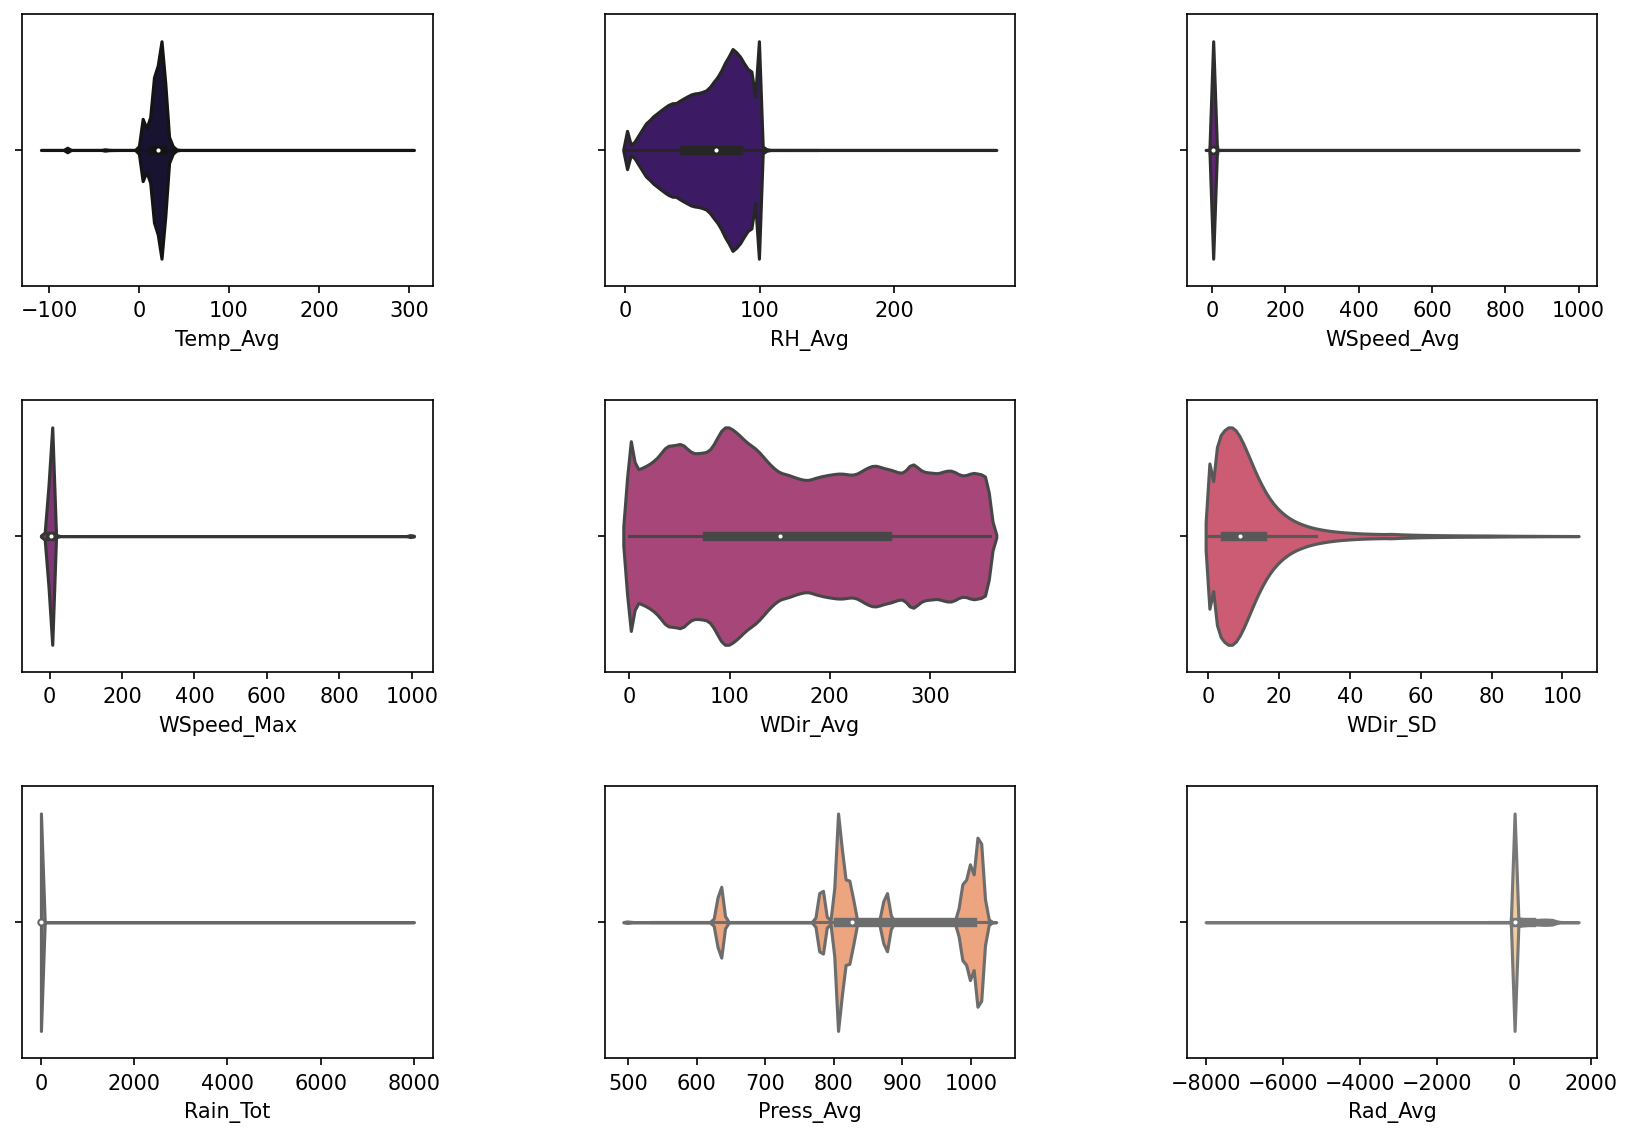 −100 0 100 200 300
Temp_Avg
0 100 200
RH_Avg
0 200 400 600 800 1000
WSpeed_Avg
0 200 400 600 800 1000
WSpeed_Max
0 100 200 300
WDir_Avg
0 20 40 60 80 100
WDir_SD
0 2000 4000 6000 8000
Rain_Tot
500 600 700 800 900 1000
Press_Avg
−8000 −6000 −4000 −2000 0 2000
Rad_Avg